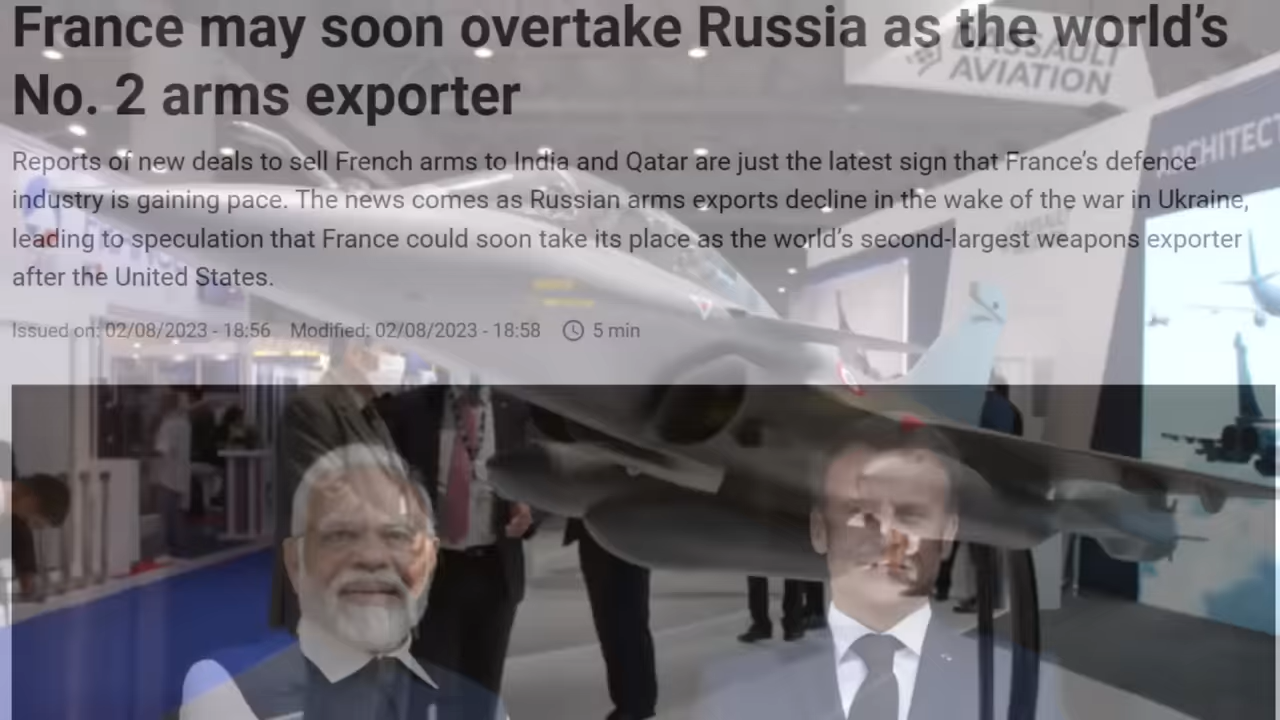 France may soon overtake Russia as the world’s
No. 2 arms exporter
DASSAULT
AVIATION
Reports of new deals to sell French arms to India and Qatar are just the latest sign that France’s defence
ARCHITECT
industry is gaining pace. The news comes as Russian arms exports decline in the wake of the war in Ukraine,
leading to speculation that France could soon take its place as the world’s second-largest weapons exporter
after the United States.
Issued on: 02/08/2023 - 18:56 Modified: 02/08/2023 - 18:58 5 min